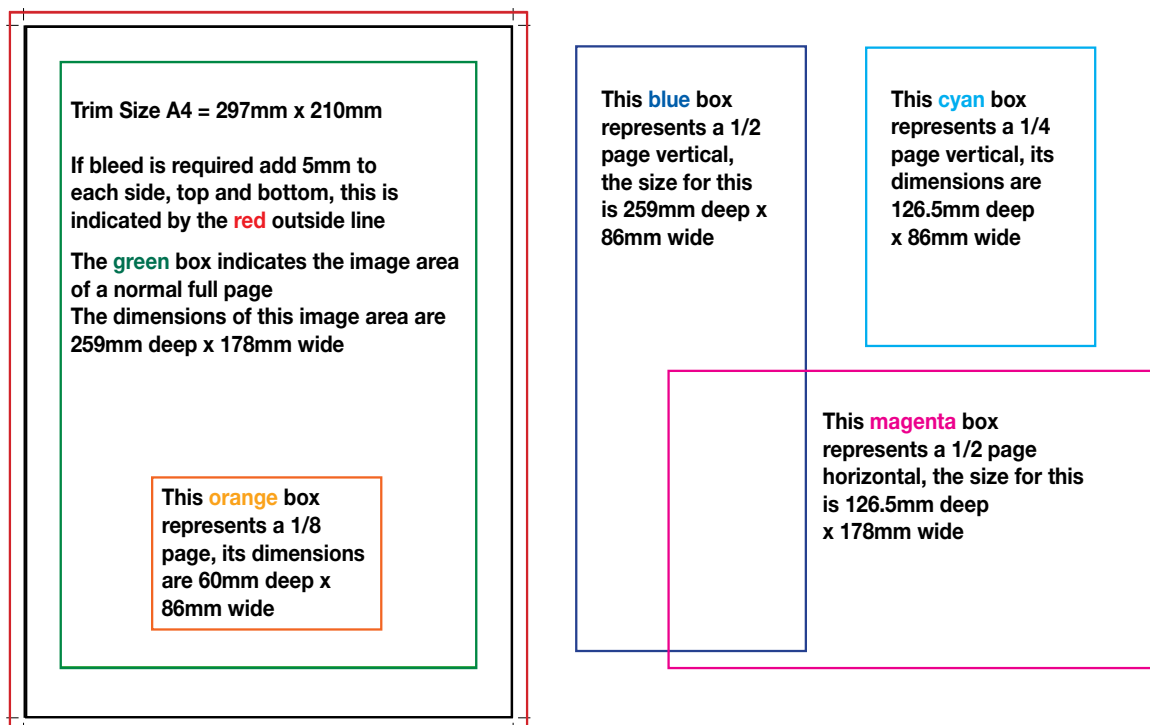 Trim Size A4 = 297mm x 210mm
If bleed is required add 5mm to
each side, top and bottom, this is
indicated by the red outside line
The green box indicates the image area
of a normal full page
The dimensions of this image area are
259mm deep x 178mm wide
This orange box
represents a 1/8
page, its dimensions
are 60mm deep x
86mm wide
This blue box
represents a 1/2
page vertical,
the size for this
is 259mm deep x
86mm wide
This cyan box
represents a 1/4
page vertical, its
dimensions are
126.5mm deep
x 86mm wide
This magenta box
represents a 1/2 page
horizontal, the size for this
is 126.5mm deep
x 178mm wide